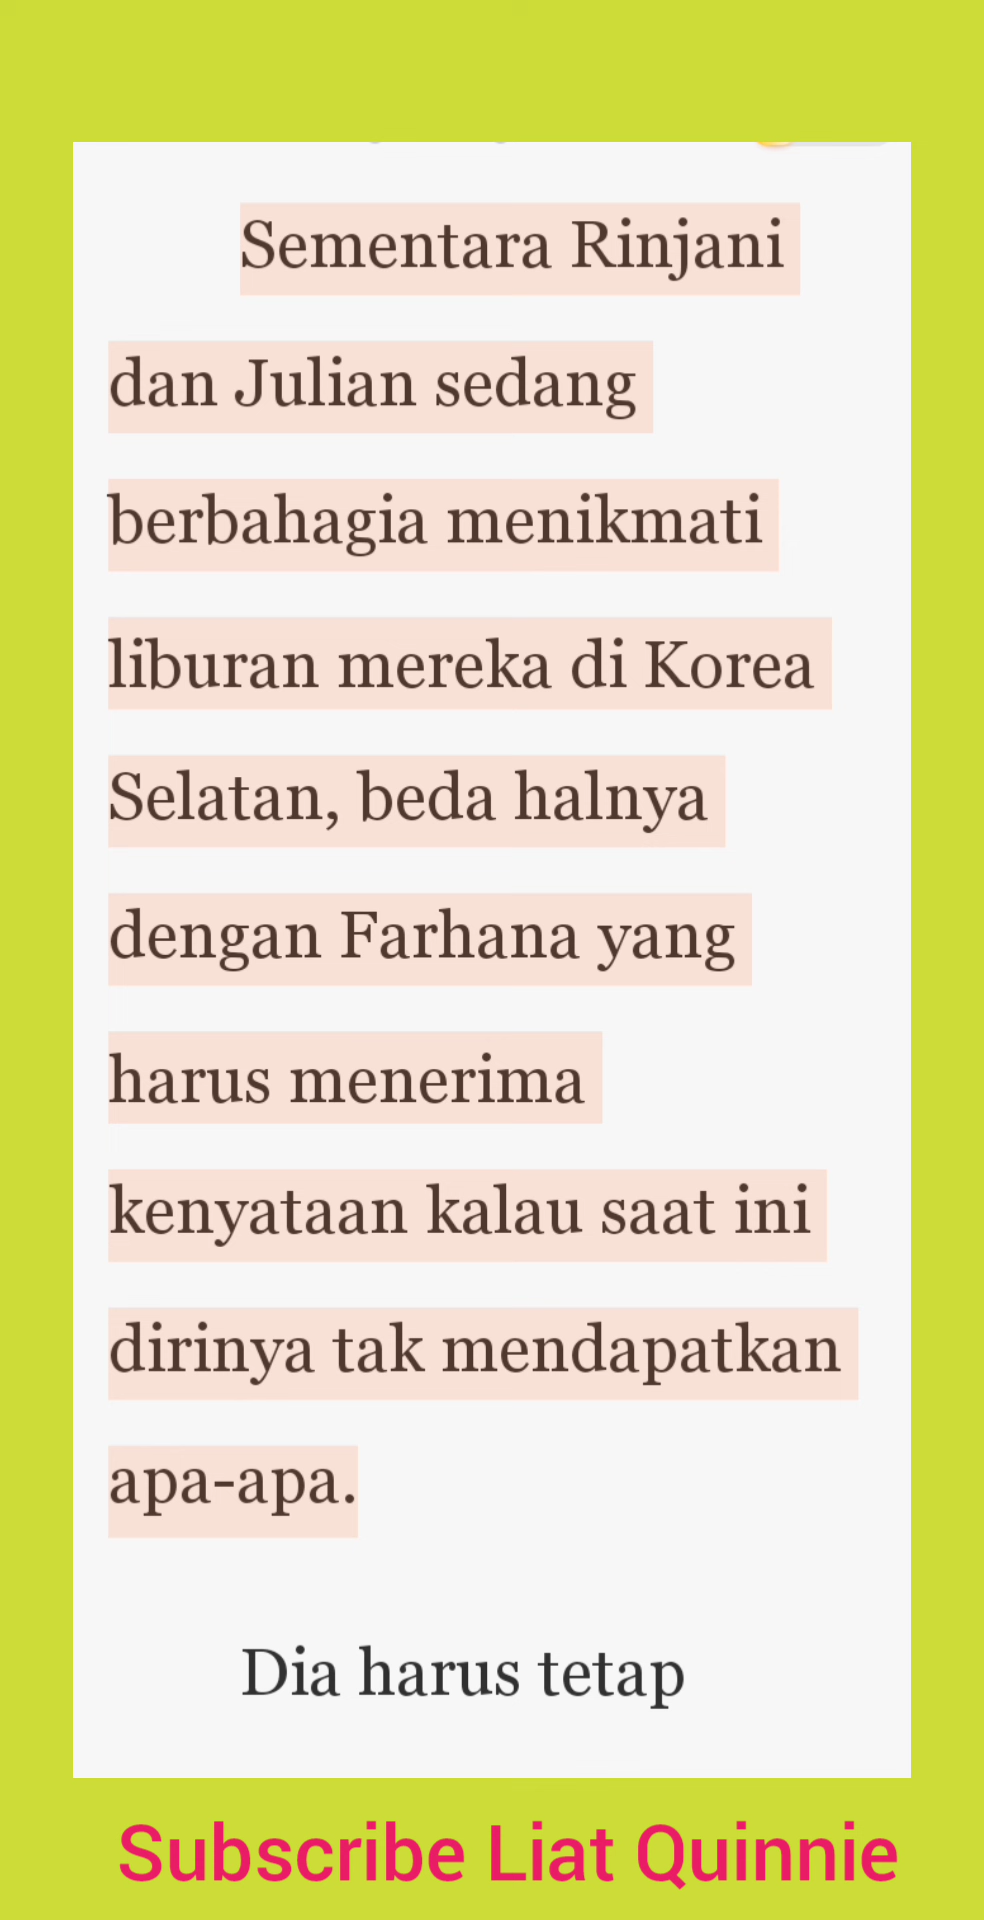 Sementara Rinjani
dan Julian sedang
berbahagia menikmati
liburan mereka di Korea
Selatan, beda halnya
dengan Farhana yang
harus menerima
kenyataan kalau saat ini
dirinya tak mendapatkan
apa-apa.
Dia harus tetap
Subscribe Liat Quinnie